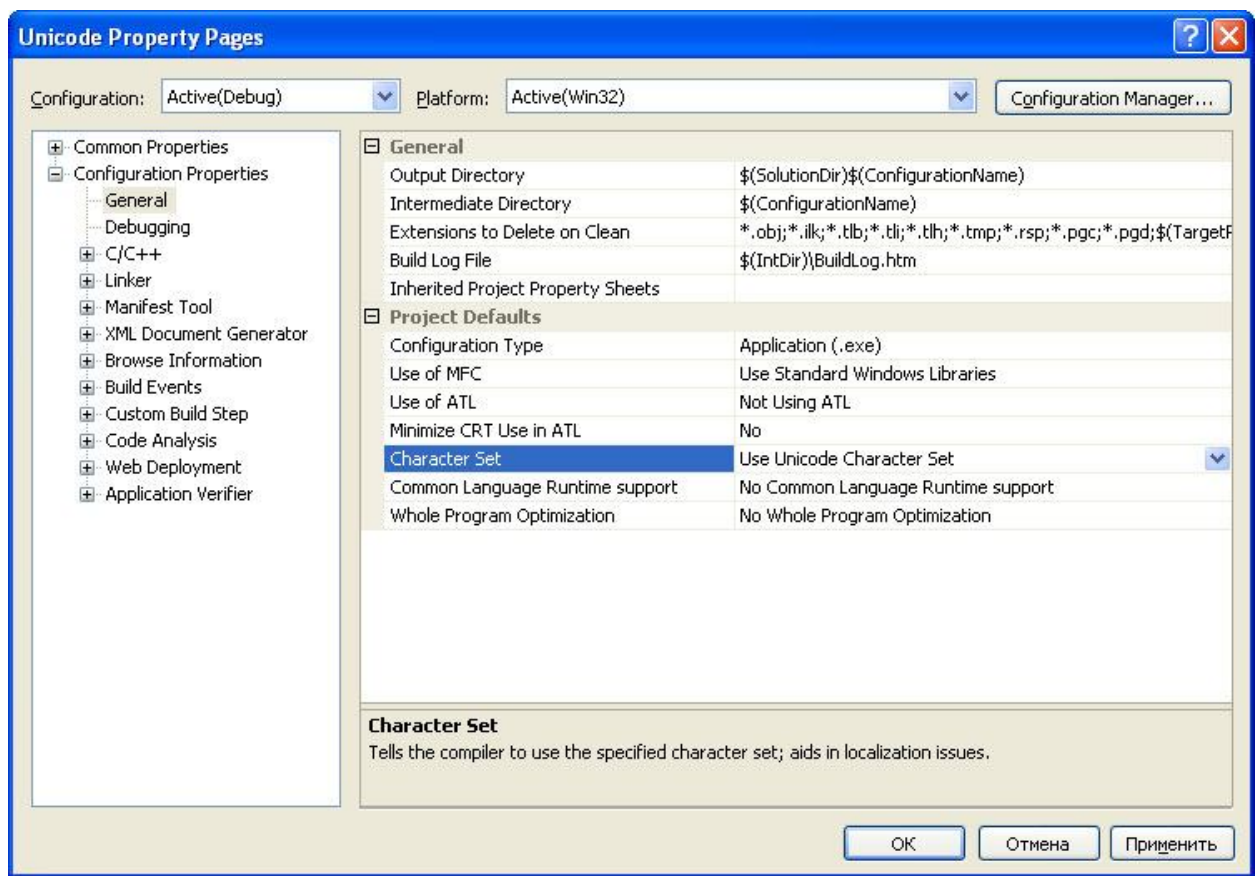 Unicode Property Pages
Configuration: Active(Debug) Platform: Active(Win32) Configuration Manager...
Common Properties
Configuration Properties
General
Debugging
C/C++
Linker
Manifest Tool
XML Document Generator
Browse Information
Build Events
Custom Build Step
Code Analysis
Web Deployment
Application Verifier
General
Output Directory $(SolutionDir)$(ConfigurationName)
Intermediate Directory $(ConfigurationName)
Extensions to Delete on Clean *.obj;*.ilk;*.tlb;*.tli;*.tlh;*.tmp;*.rsp;*.pgc;*.pgd;$(TargetF
Build Log File $(IntDir)\BuildLog.htm
Inherited Project Property Sheets
Project Defaults
Configuration Type Application (.exe)
Use of MFC Use Standard Windows Libraries
Use of ATL Not Using ATL
Minimize CRT Use in ATL No
Character Set Use Unicode Character Set
Common Language Runtime support No Common Language Runtime support
Whole Program Optimization No Whole Program Optimization
Character Set
Tells the compiler to use the specified character set; aids in localization issues.
ОК Отмена Применить